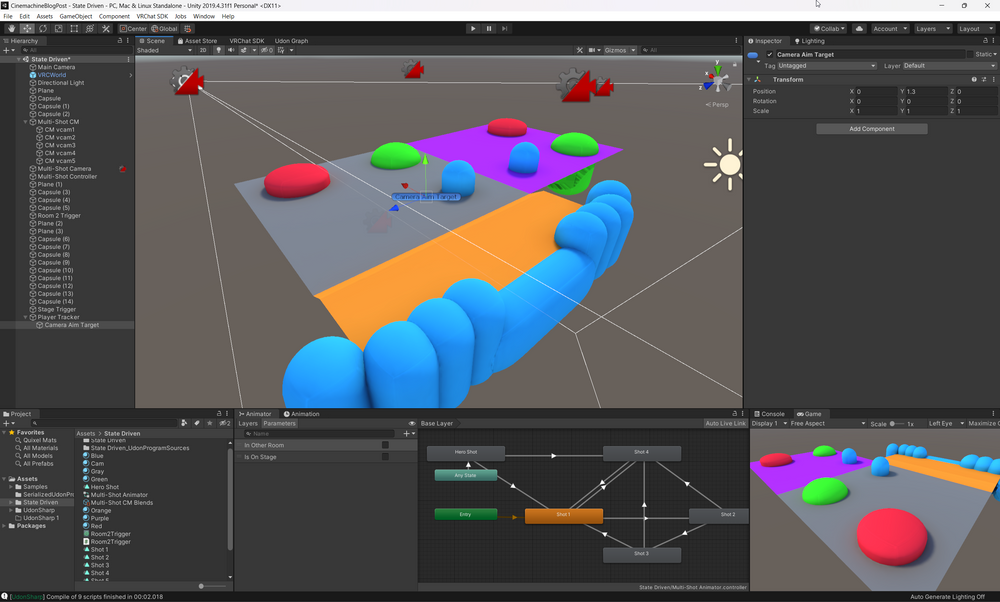 CinemachineBlogPost - State Driven - PC, Mac & Linux Standalone - Unity 2019.4.31f1 Personal* <DX11>
File Edit Assets GameObject Component VRChat SDK Jobs Window Help
Center Global Collab Account Layers Layout
Hierarchy
All
State Driven*
Main Camera
VRCWorld
Directional Light
Plane
Capsule
Capsule (1)
Capsule (2)
Multi-Shot CM
CM vcam1
CM vcam2
CM vcam3
CM vcam4
CM vcam5
Multi-Shot Camera
Multi-Shot Controller
Plane (1)
Capsule (3)
Capsule (4)
Capsule (5)
Room 2 Trigger
Plane (2)
Plane (3)
Capsule (6)
Capsule (7)
Capsule (8)
Capsule (9)
Capsule (10)
Capsule (11)
Capsule (12)
Capsule (13)
Capsule (14)
Stage Trigger
Player Tracker
Camera Aim Target
Scene Asset Store VRChat SDK Udon Graph
Shaded 2D 0 Gizmos All
y
x
z
Persp
Camera Aim Target
Inspector Lighting
Camera Aim Target Static
Tag Untagged Layer Default
Transform
Position X 0 Y 1.3 Z 0
Rotation X 0 Y 0 Z 0
Scale X 1 Y 1 Z 1
Add Component
Project
2
Favorites
Quixel Mats
All Materials
All Models
All Prefabs
Assets
Samples
SerializedUdonPr
State Driven
UdonSharp
UdonSharp 1
Packages
Assets > State Driven
State Driven
State Driven_UdonProgramSources
Blue
Cam
Gray
Green
Hero Shot
Multi-Shot Animator
Multi-Shot CM Blends
Orange
Purple
Red
Room2Trigger
Room2Trigger
Shot 1
Shot 2
Shot 3
Shot 4
Shot 5
Animator Animation
Layers Parameters Base Layer Auto Live Link
Name
In Other Room
Is On Stage
Hero Shot
Shot 4
Any State
Entry
Shot 1
Shot 2
Shot 3
State Driven/Multi-Shot Animator.controller
Console Game
Display 1 Free Aspect Scale 1x Left Eye Maximize O
[UdonSharp] Compile of 9 scripts finished in 00:02.018
Auto Generate Lighting Off